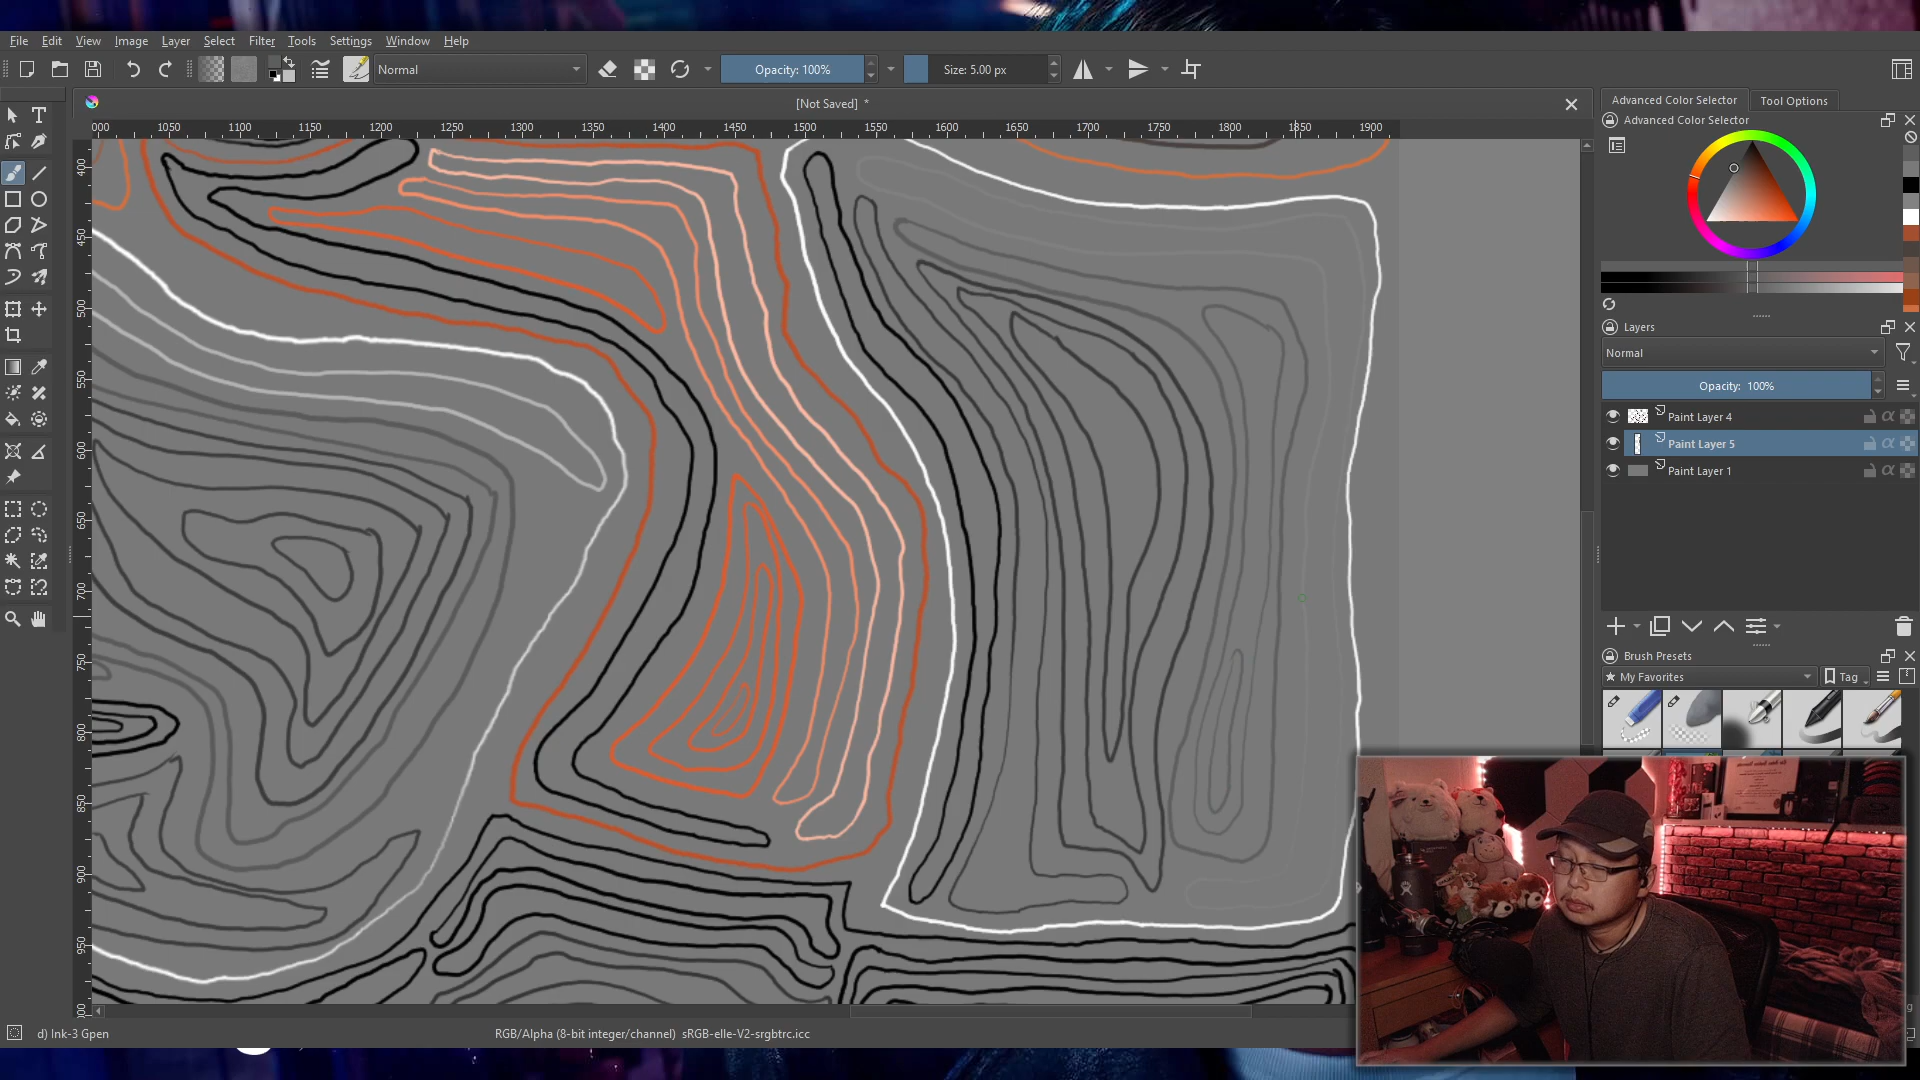 File Edit View Image Layer Select Filter Tools Settings Window Help
Normal Opacity: 100% Size: 5.00 px
[Not Saved] *
Advanced Color Selector Tool Options
Advanced Color Selector
1050 1100 1150 1200 1250 1300 1350 1400 1450 1500 1550 1600 1650 1700 1750 1800 1850 1900
400
450
500
550
600
650
700
750
800
850
900
950
Layers
Normal
Opacity: 100%
Paint Layer 4
Paint Layer 5
Paint Layer 1
Brush Presets
My Favorites Tag
d) Ink-3 Gpen
RGB/Alpha (8-bit integer/channel) sRGB-elle-V2-srgbtrc.icc